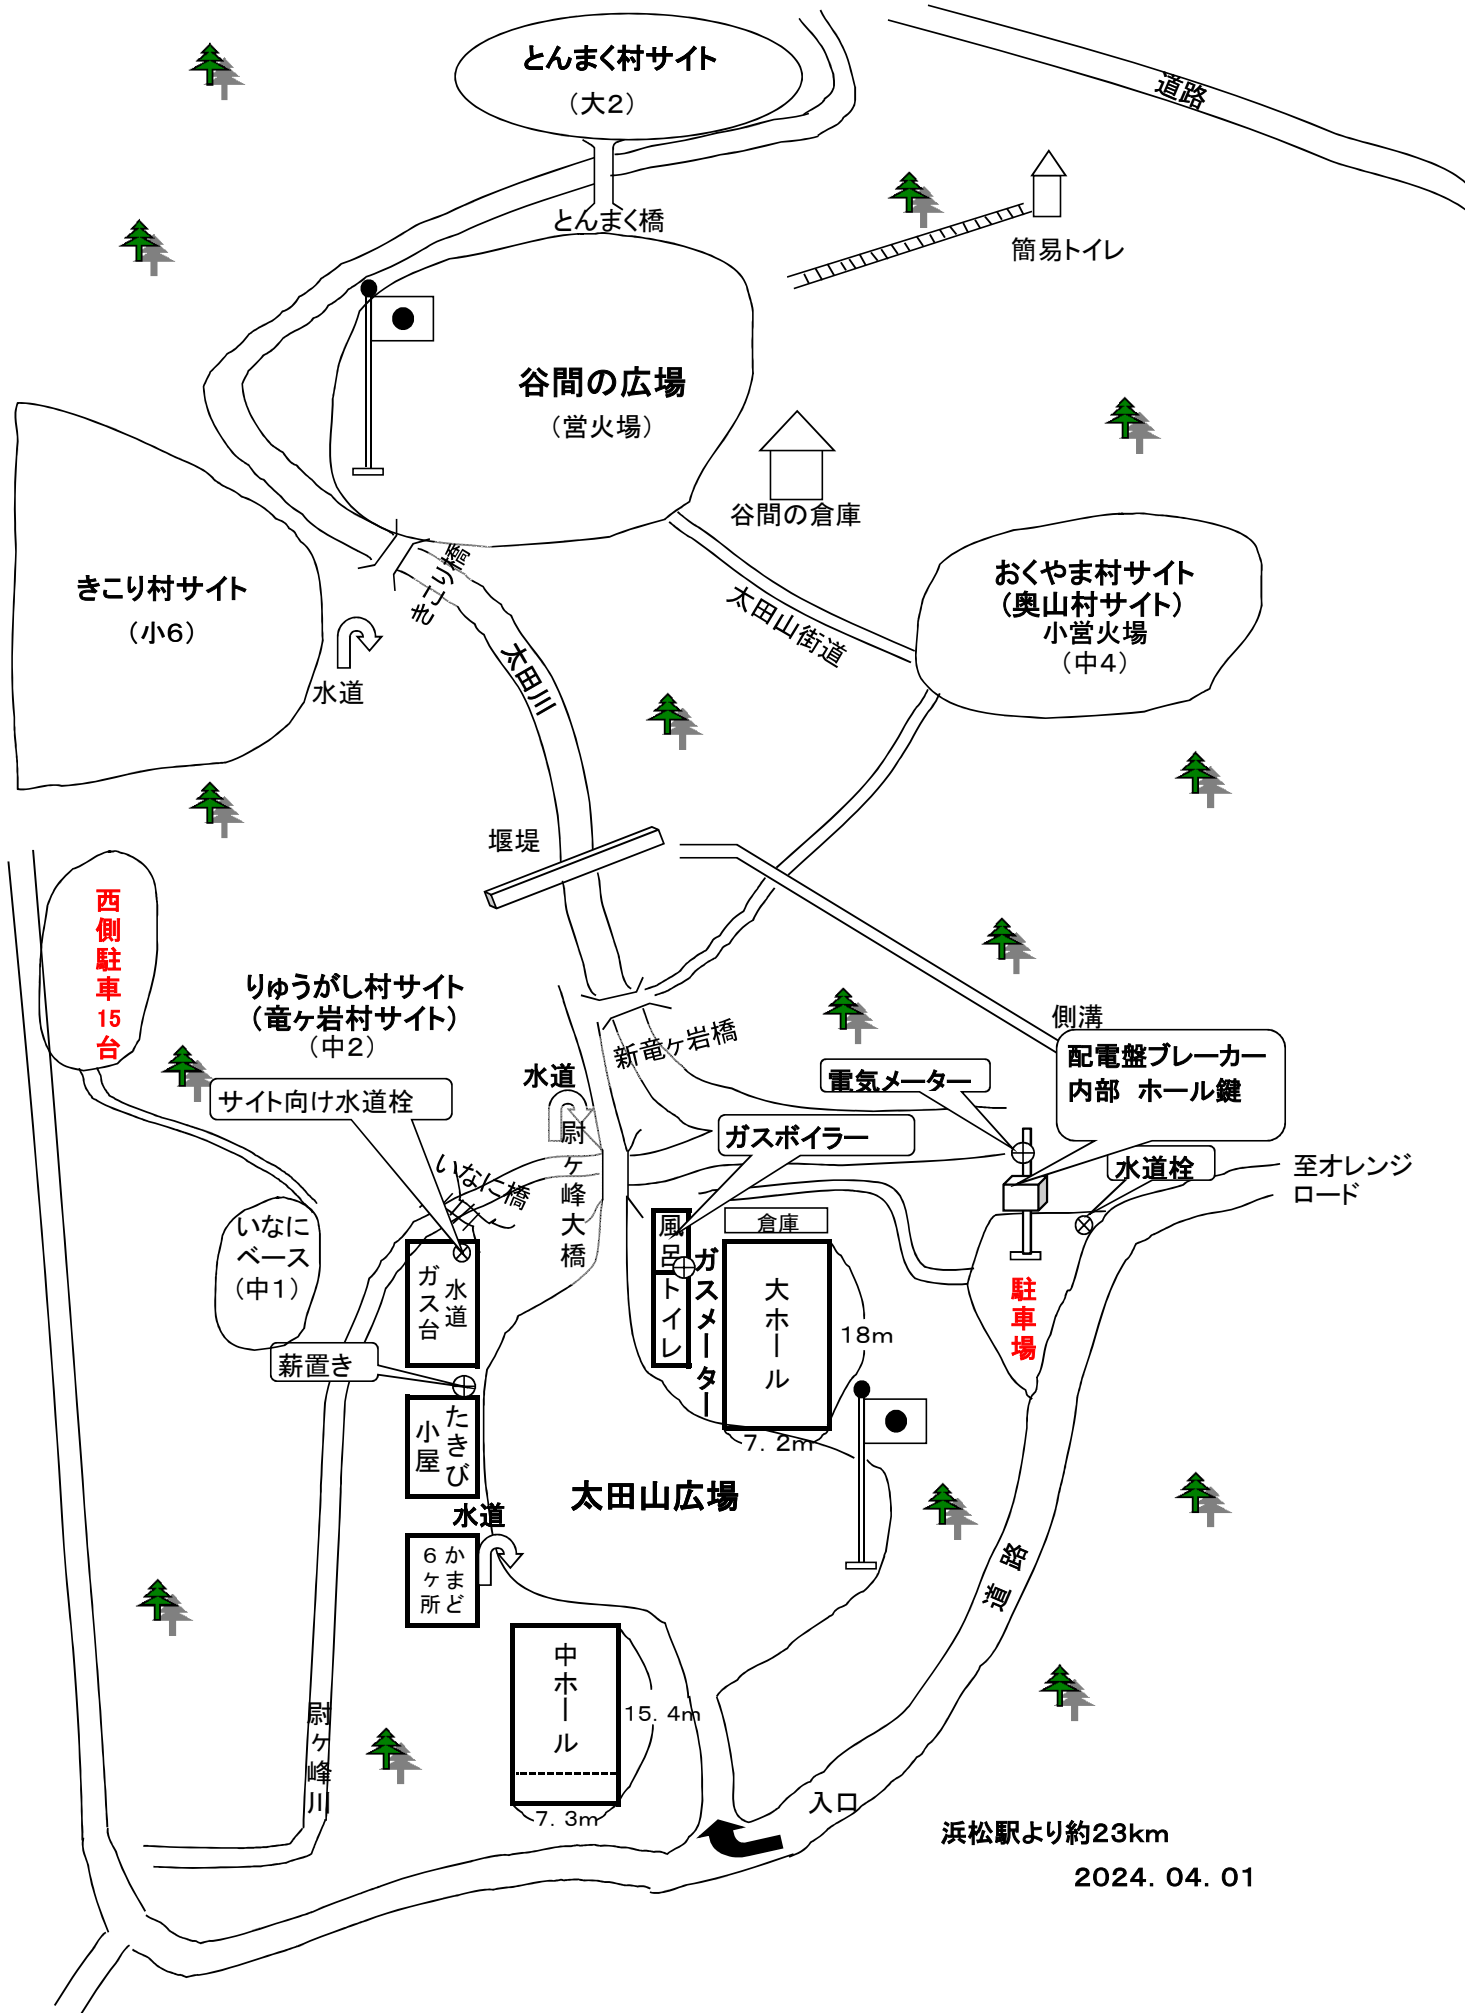 とんまく村サイト
（大2）
道路
とんまく橋
簡易トイレ
谷間の広場
（営火場）
谷間の倉庫
きこり村サイト
（小6）
水道
きこり橋
太田川
太田山街道
おくやま村サイト
（奥山村サイト）
小営火場
（中4）
堰堤
西側駐車15台
りゅうがし村サイト
（竜ヶ岩村サイト）
（中2）
サイト向け水道栓
水道
新竜ヶ岩橋
側溝
電気メーター
配電盤ブレーカー
内部 ホール鍵
ガスボイラー
水道栓
至オレンジ
ロード
いなに橋
尉ヶ峰大橋
いなに
ベース
（中1）
水道
ガス台
風呂
トイレ
ガスメーター
倉庫
大ホール
18m
7．2m
駐車場
薪置き
たきび
小屋
水道
太田山広場
かまど
6ヶ所
道路
中ホール
15．4m
7．3m
尉ヶ峰川
入口
浜松駅より約23km
2024．04．01